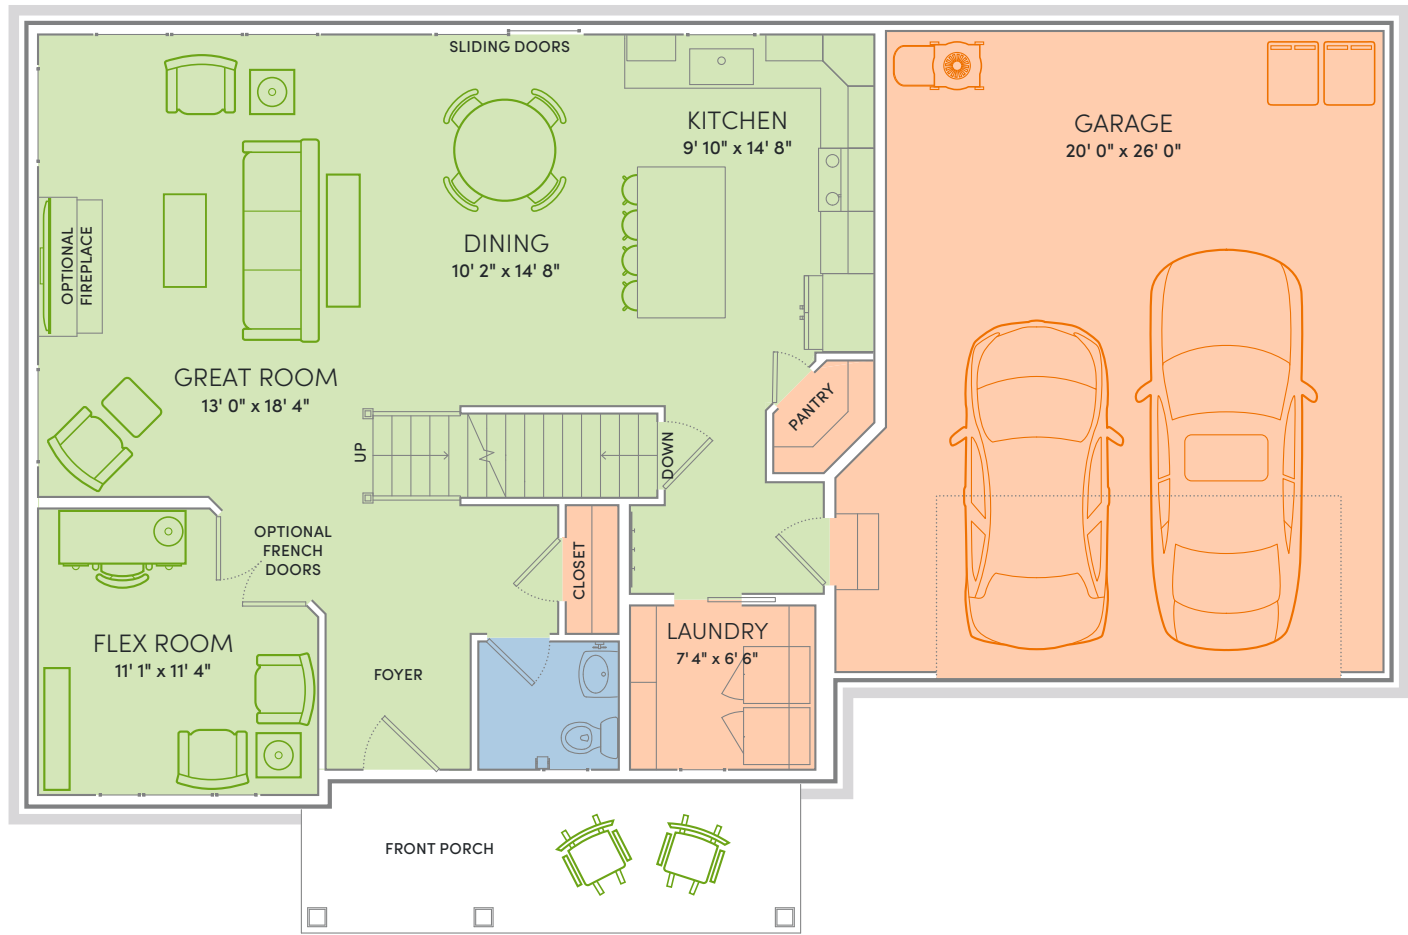 SLIDING DOORS
KITCHEN
9' 10" x 14' 8"
GARAGE
20' 0" x 26' 0"
DINING
10' 2" x 14' 8"
OPTIONAL
FIREPLACE
GREAT ROOM
13' 0" x 18' 4"
PANTRY
UP
DOWN
OPTIONAL
FRENCH
DOORS
CLOSET
FLEX ROOM
11' 1" x 11' 4"
LAUNDRY
7' 4" x 6' 6"
FOYER
FRONT PORCH